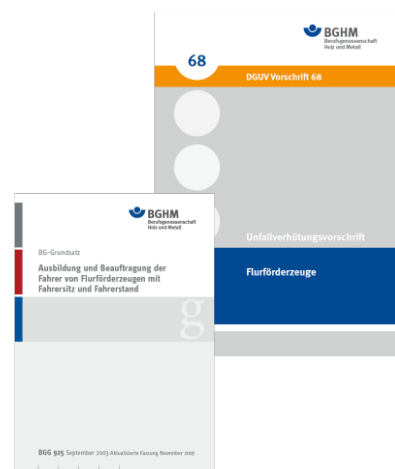 BGHM
Berufsgenossenschaft
Holz und Metall
68
DGUV Vorschrift 68
Unfallverhütungsvorschrift
Flurförderzeuge
BGHM
Berufsgenossenschaft
Holz und Metall
BG-Grundsatz
Ausbildung und Beauftragung der
Fahrer von Flurförderzeugen mit
Fahrersitz und Fahrerstand
g
BGG 925 September 2003 Aktualisierte Fassung November 2007